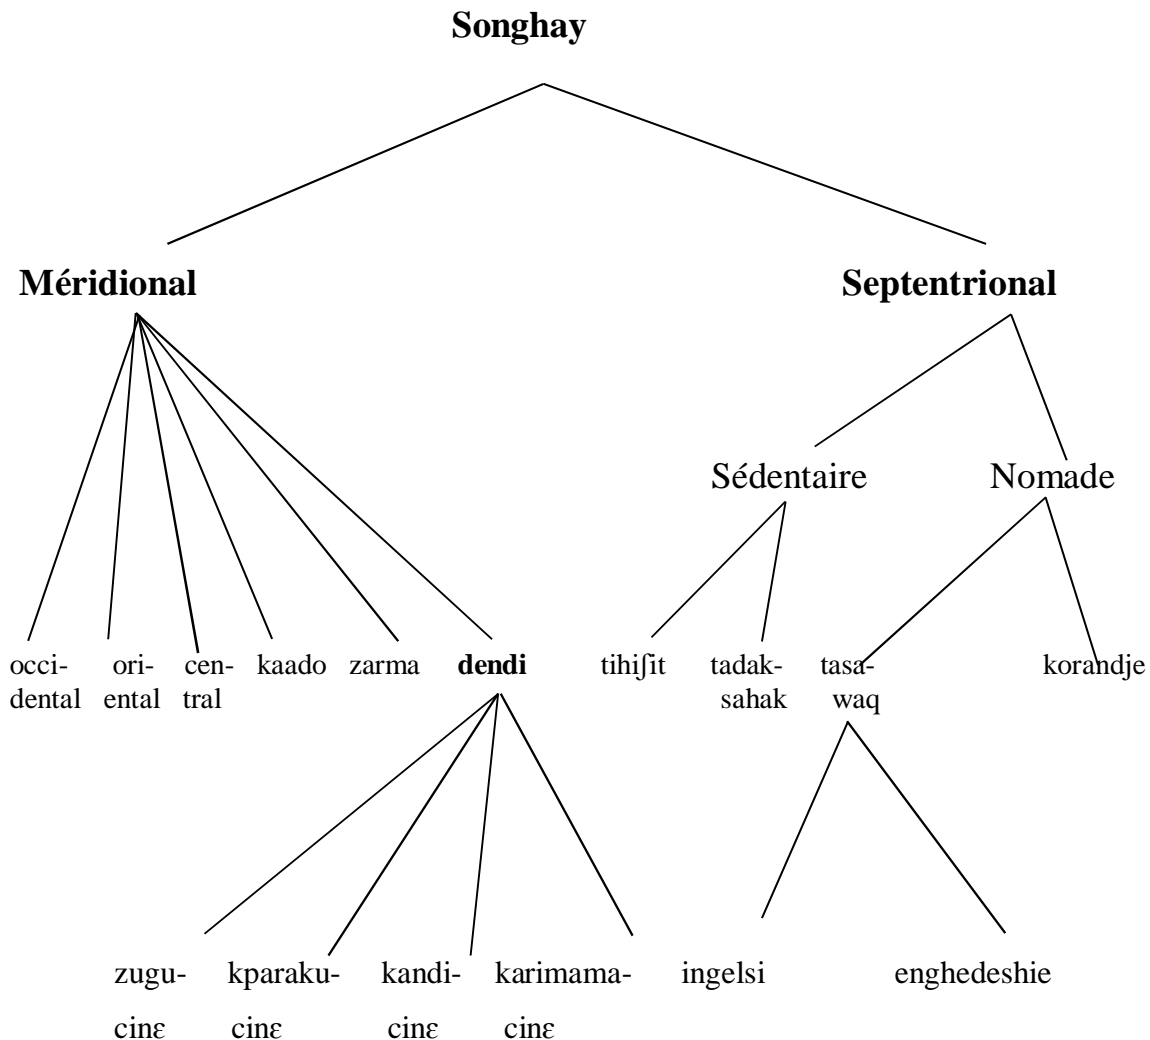 Songhay
Méridional Septentrional
Sédentaire Nomade
occi- ori- cen- kaado zarma dendi tihiʃit tadak- tasa- korandje
dental ental tral sahak waq
zugu- kparaku- kandi- karimama- ingelsi enghedeshie
cinɛ cinɛ cinɛ cinɛ